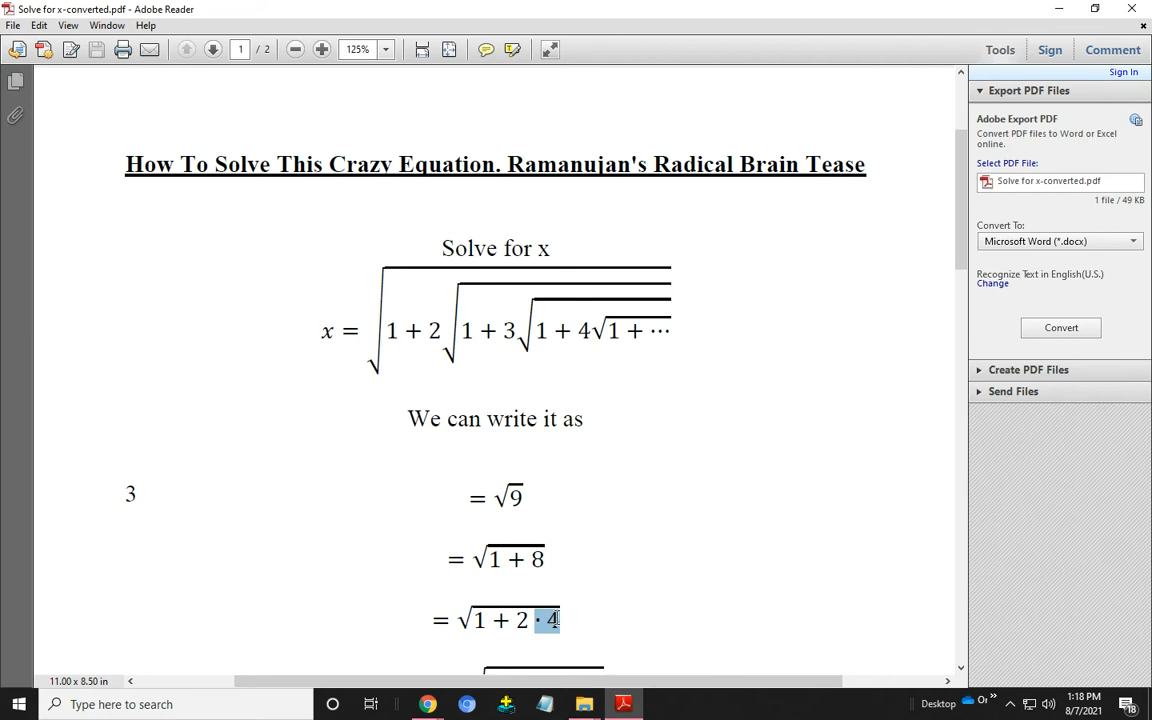 Solve for x-converted.pdf - Adobe Reader
File Edit View Window Help
1 / 2 125% Tools Sign Comment
Sign In
Export PDF Files
Adobe Export PDF
Convert PDF files to Word or Excel
online.
Select PDF File:
Solve for x-converted.pdf
1 file / 49 KB
Convert To:
Microsoft Word (*.docx)
Recognize Text in English(U.S.)
Change
Convert
Create PDF Files
Send Files
How To Solve This Crazy Equation. Ramanujan's Radical Brain Tease
Solve for x
x = √1 + 2√1 + 3√1 + 4√1 + ⋯
We can write it as
3 = √9
= √1 + 8
= √1 + 2 · 4
11.00 x 8.50 in
Type here to search
Desktop Or »
1:18 PM
8/7/2021
18